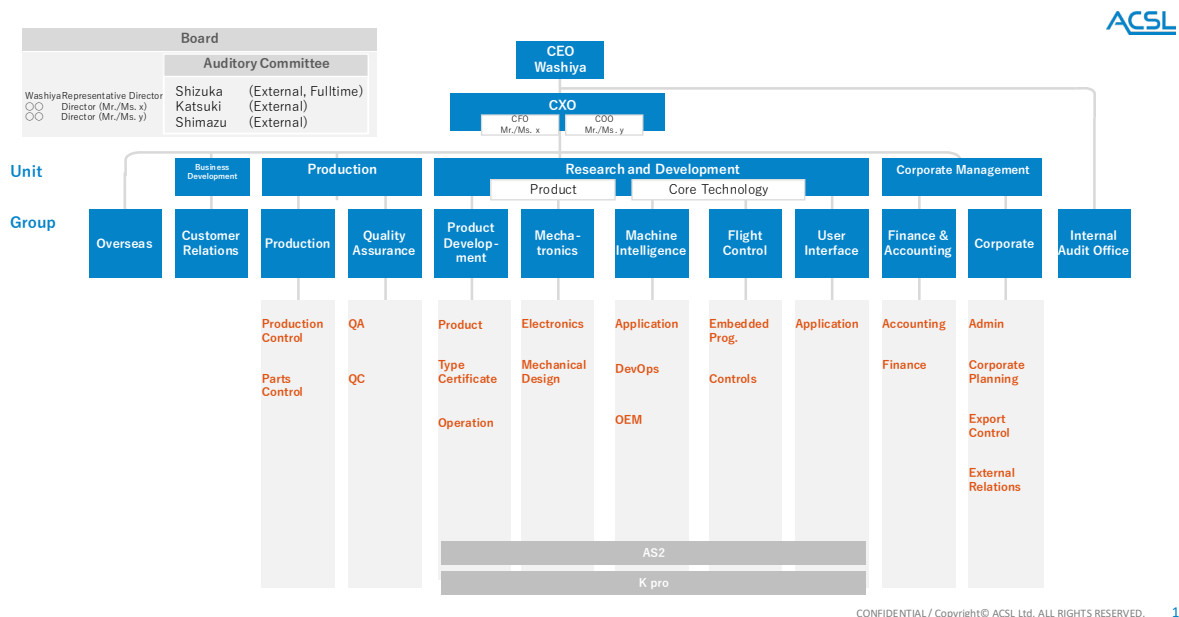 ACSL
Board
Auditory Committee
Washiya Representative Director
○○ Director (Mr./Ms. x)
○○ Director (Mr./Ms. y)
Shizuka (External, Fulltime)
Katsuki (External)
Shimazu (External)
CEO
Washiya
CXO
CFO
Mr./Ms. x
COO
Mr./Ms. y
Unit
Business
Development
Production
Research and Development
Product
Core Technology
Corporate Management
Group
Overseas
Customer
Relations
Production
Quality
Assurance
Product
Develop-
ment
Mecha-
tronics
Machine
Intelligence
Flight
Control
User
Interface
Finance &
Accounting
Corporate
Internal
Audit Office
Production
Control
Parts
Control
QA
QC
Product
Type
Certificate
Operation
Electronics
Mechanical
Design
Application
DevOps
OEM
Embedded
Prog.
Controls
Application
Accounting
Finance
Admin
Corporate
Planning
Export
Control
External
Relations
AS2
K pro
CONFIDENTIAL / Copyright© ACSL Ltd. ALL RIGHTS RESERVED. 1